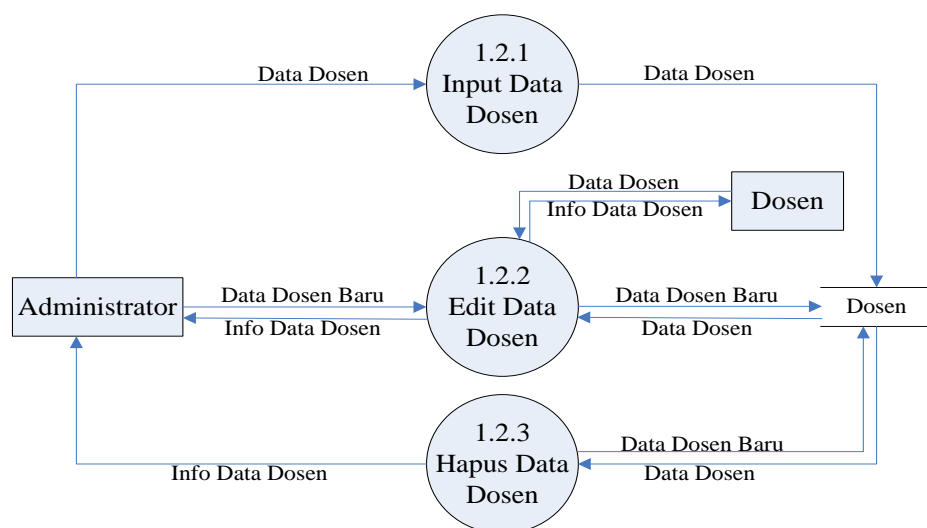 1.2.1
Input Data
Dosen
Data Dosen
Data Dosen
Data Dosen
Info Data Dosen
Dosen
Administrator
Data Dosen Baru
Info Data Dosen
1.2.2
Edit Data
Dosen
Data Dosen Baru
Data Dosen
Dosen
1.2.3
Hapus Data
Dosen
Info Data Dosen
Data Dosen Baru
Data Dosen